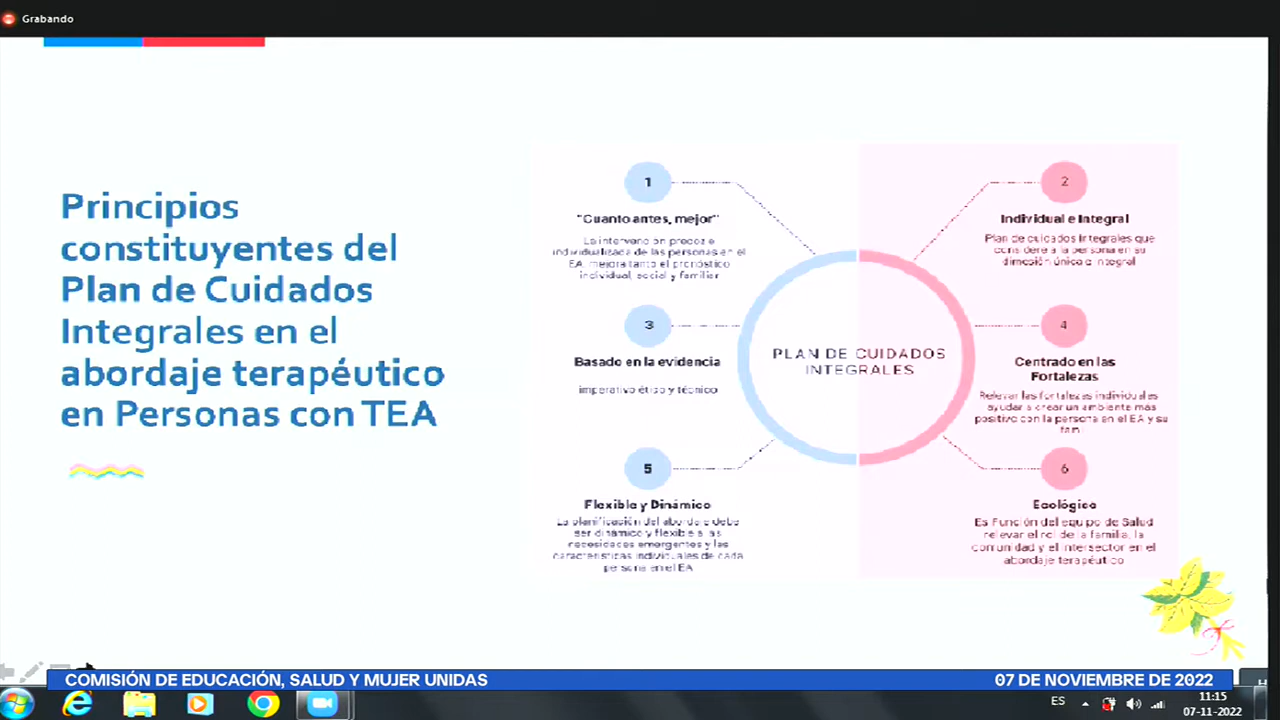 Grabando
Principios
constituyentes del
Plan de Cuidados
Integrales en el
abordaje terapéutico
en Personas con TEA
1
"Cuanto antes, mejor"
La intervención precoz e
individualizada de las personas en el
EA, mejora tanto el pronóstico
individual, social y familiar
2
Individual e Integral
Plan de cuidados Integrales que
considere a la persona en su
dimesión única e integral
3
Basado en la evidencia
imperativo ético y técnico
4
Centrado en las
Fortalezas
Relevar las fortalezas individuales
ayudar a crear un ambiente más
positivo con la persona en el EA y su
PLAN DE CUIDADOS
INTEGRALES
5
Flexible y Dinámico
La planificación del abordaje debe
ser dinámico y flexible a las
necesidades emergentes y las
características individuales de cada
persona en el EA
6
Ecológico
Es Función del equipo de Salud
relevar el rol de la familia, la
comunidad y el intersector en el
abordaje terapéutico
COMISIÓN DE EDUCACIÓN, SALUD Y MUJER UNIDAS
07 DE NOVIEMBRE DE 2022
ES
11:15
07-11-2022